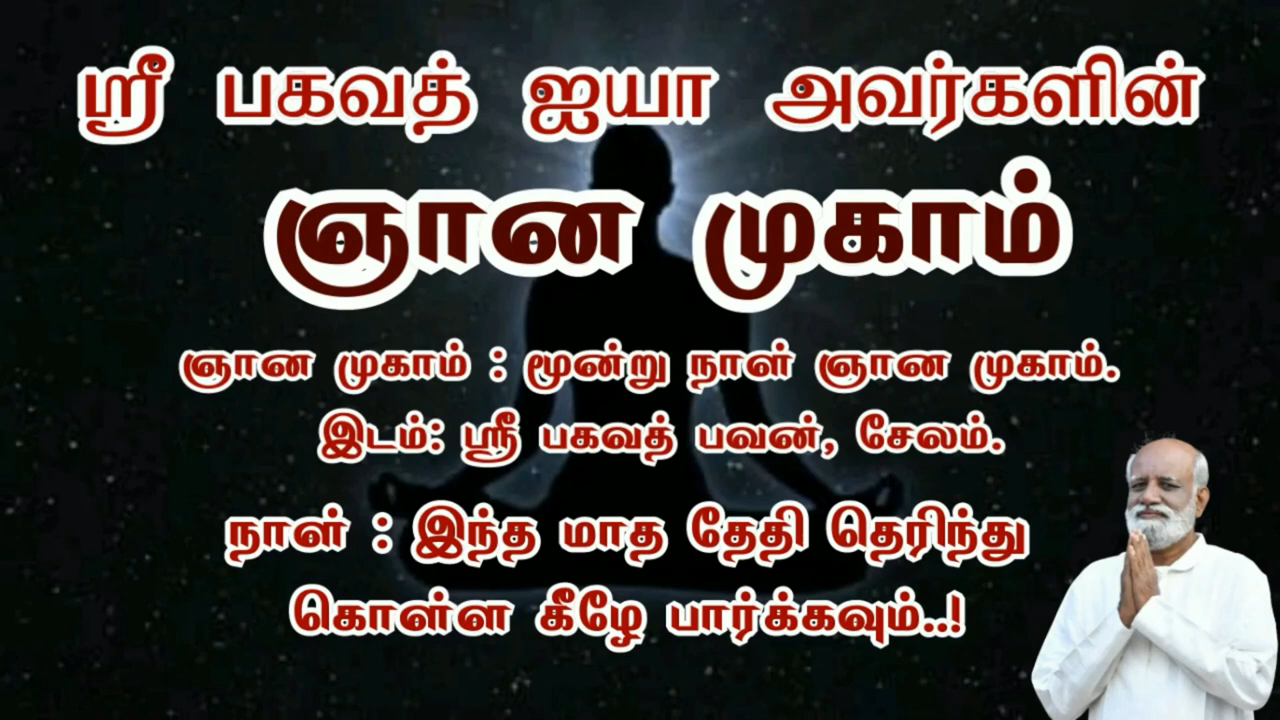 ஸ்ரீ பகவத் ஐயா அவர்களின்
ஞான முகாம்
ஞான முகாம் : மூன்று நாள் ஞான முகாம்.
இடம்: ஸ்ரீ பகவத் பவன், சேலம்.
நாள் : இந்த மாத தேதி தெரிந்து
கொள்ள கீழே பார்க்கவும்..!